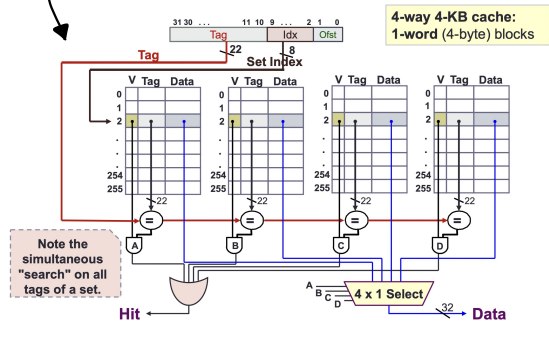 31 30 . . . 11 10 9 . . . 2 1 0
Tag Idx Ofst
4-way 4-KB cache:
1-word (4-byte) blocks
Tag
22
8
Set Index
V Tag Data
V Tag Data
V Tag Data
V Tag Data
0
1
2
.
.
.
254
255
0
1
2
.
.
.
254
255
0
1
2
.
.
.
254
255
0
1
2
.
.
.
254
255
22
22
22
22
=
=
=
=
A
B
C
D
Note the
simultaneous
"search" on all
tags of a set.
A
B
C
D
4 x 1 Select
Hit
32
Data